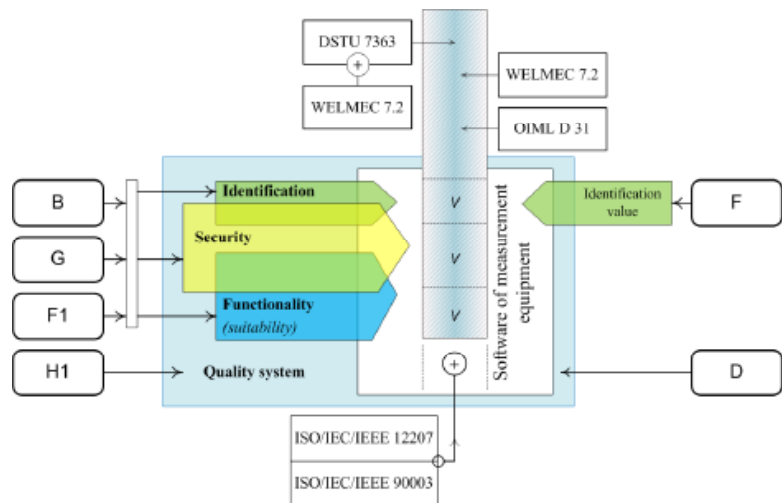 DSTU 7363
+
WELMEC 7.2
WELMEC 7.2
OIML D 31
B
G
F1
H1
Identification
Security
Functionality
(suitability)
Quality system
v
v
v
+
Software of measurement
equipment
Identification
value
F
D
ISO/IEC/IEEE 12207
ISO/IEC/IEEE 90003